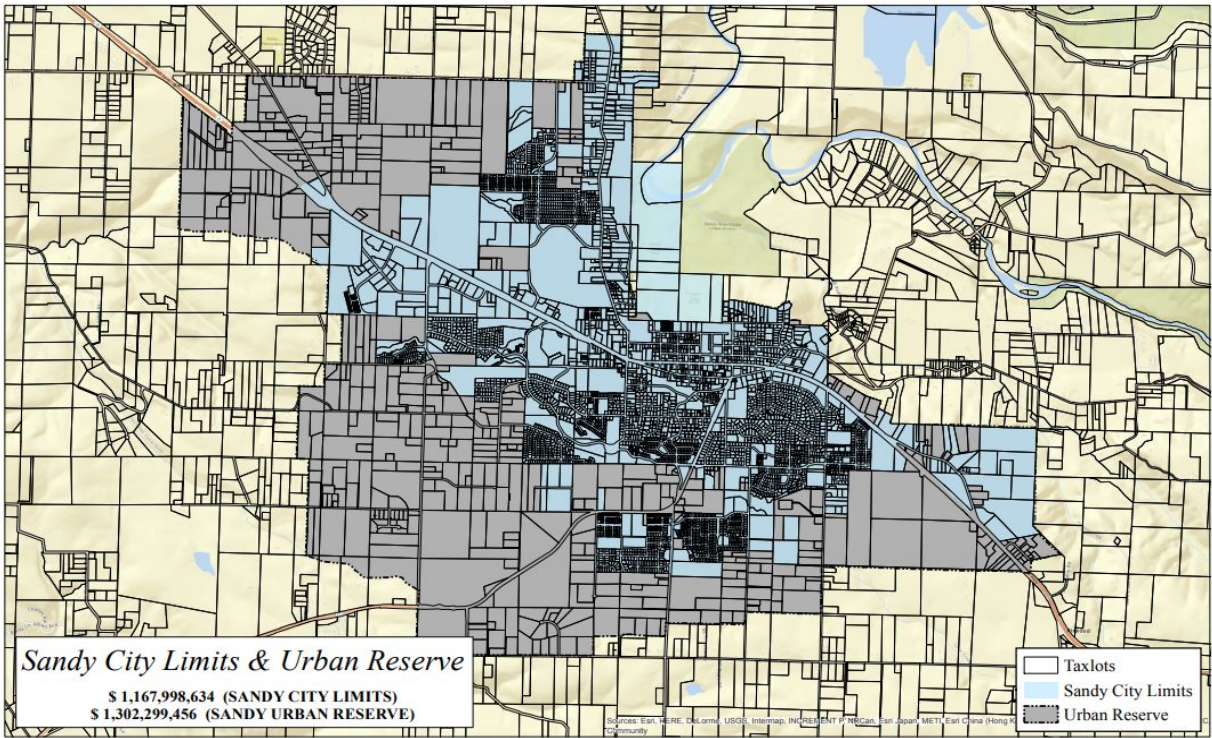 Sandy City Limits & Urban Reserve
$ 1,167,998,634 (SANDY CITY LIMITS)
$ 1,302,299,456 (SANDY URBAN RESERVE)
Taxlots
Sandy City Limits
Urban Reserve
Sources: Esri, HERE, DeLorme, USGS, Intermap, INCREMENT P, NRCan, Esri Japan, METI, Esri China (Hong K
Community